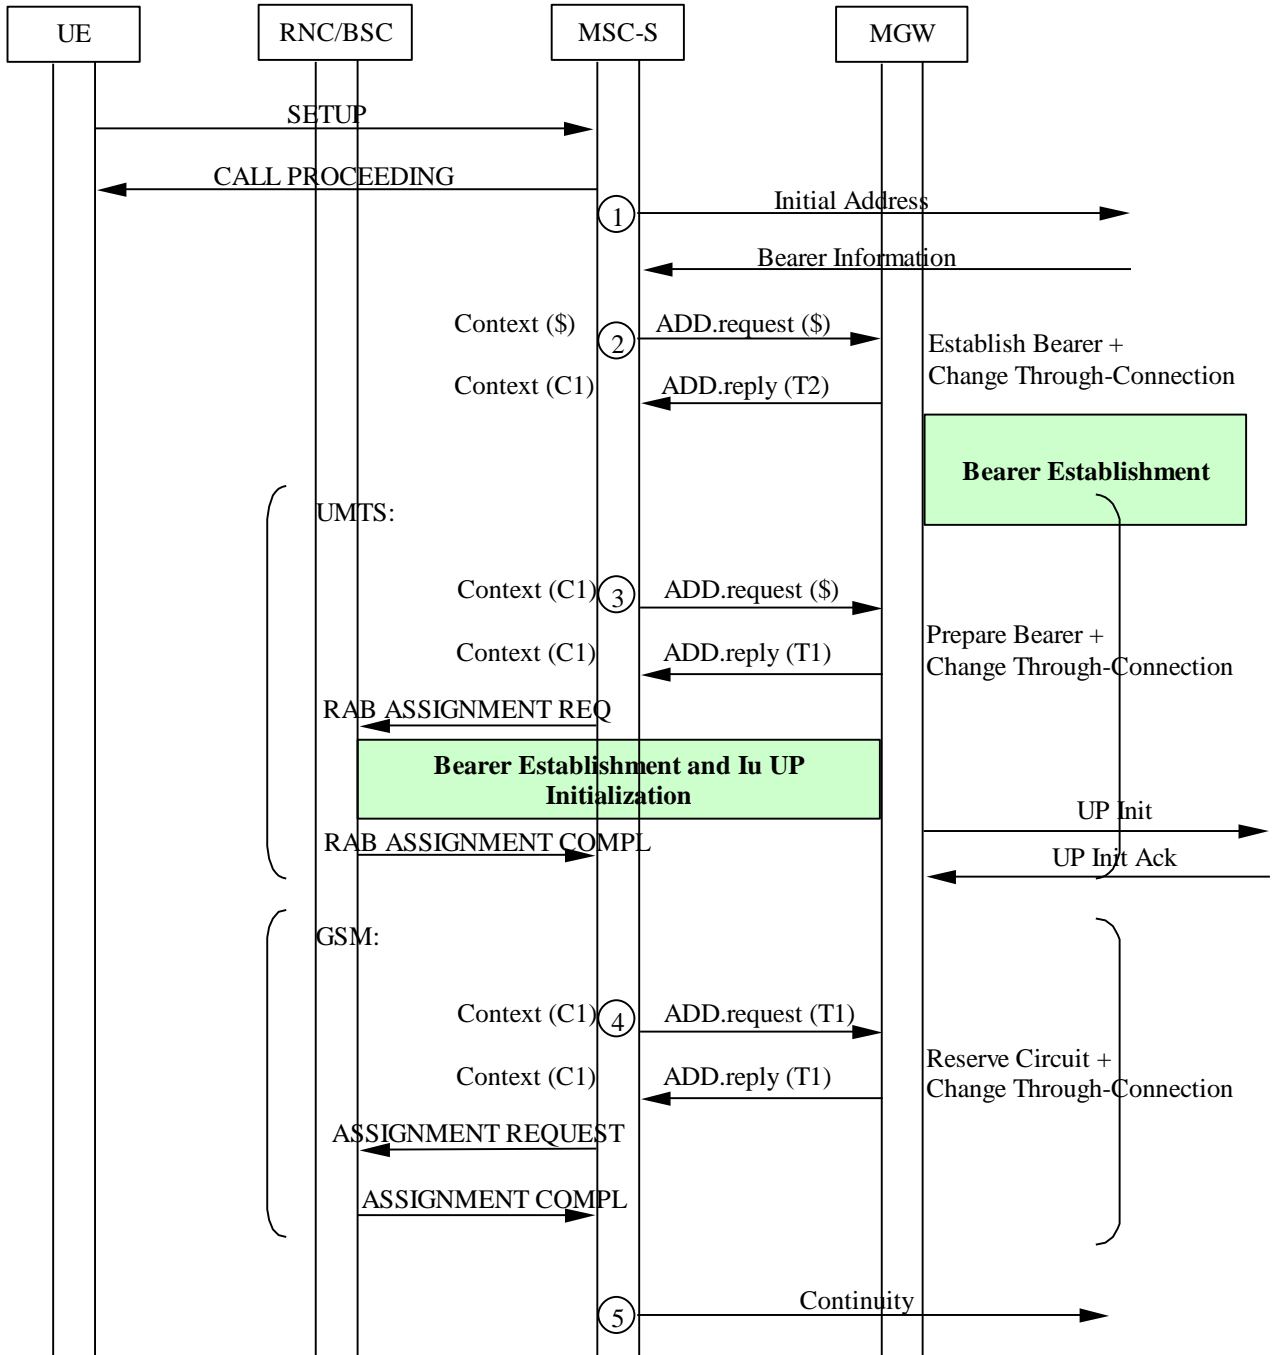 UE
RNC/BSC
MSC-S
MGW
SETUP
CALL PROCEEDING
1
Initial Address
Bearer Information
Context ($)
2
ADD.request ($)
Establish Bearer +
Change Through-Connection
Context (C1)
ADD.reply (T2)
Bearer Establishment
UMTS:
Context (C1)
3
ADD.request ($)
Prepare Bearer +
Change Through-Connection
Context (C1)
ADD.reply (T1)
RAB ASSIGNMENT REQ
Bearer Establishment and Iu UP
Initialization
UP Init
RAB ASSIGNMENT COMPL
UP Init Ack
GSM:
Context (C1)
4
ADD.request (T1)
Reserve Circuit +
Change Through-Connection
Context (C1)
ADD.reply (T1)
ASSIGNMENT REQUEST
ASSIGNMENT COMPL
5
Continuity